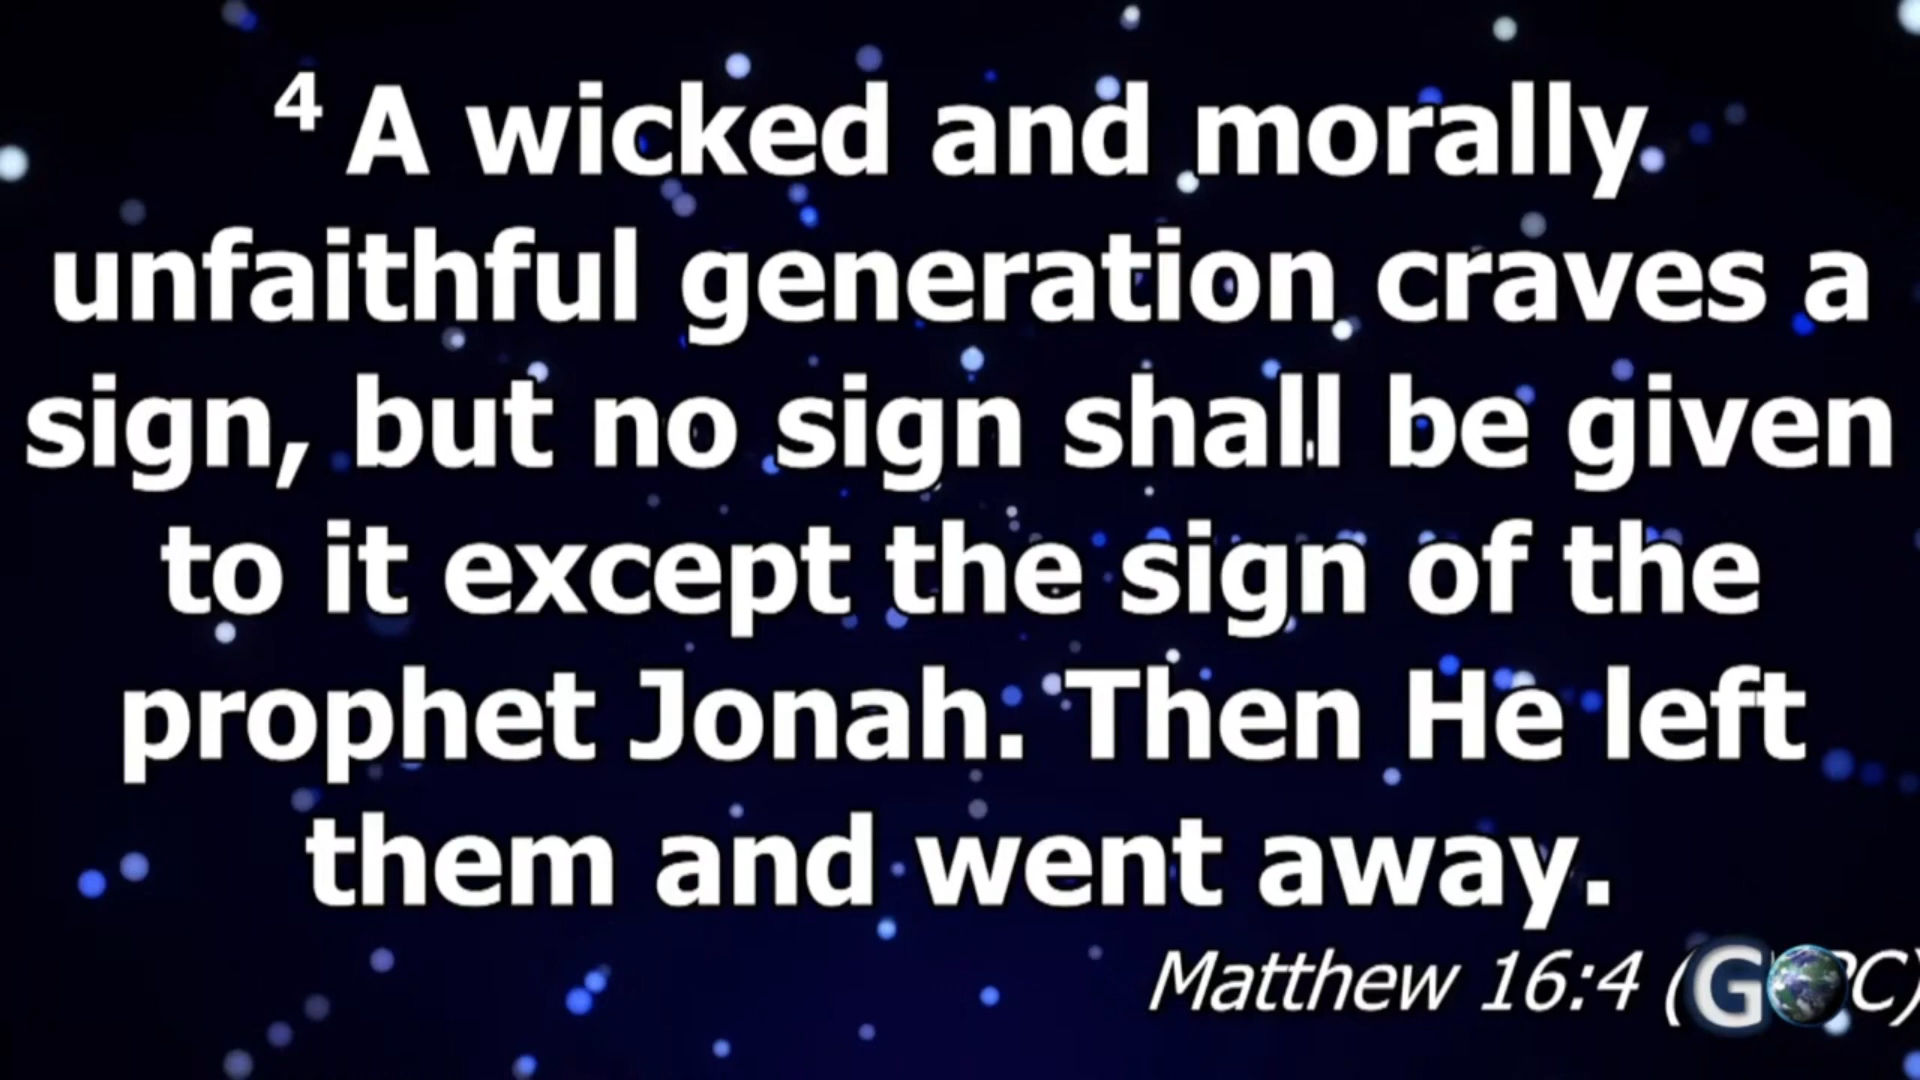 4 A wicked and morally
unfaithful generation craves a
sign, but no sign shall be given
to it except the sign of the
prophet Jonah. Then He left
them and went away.
Matthew 16:4
G